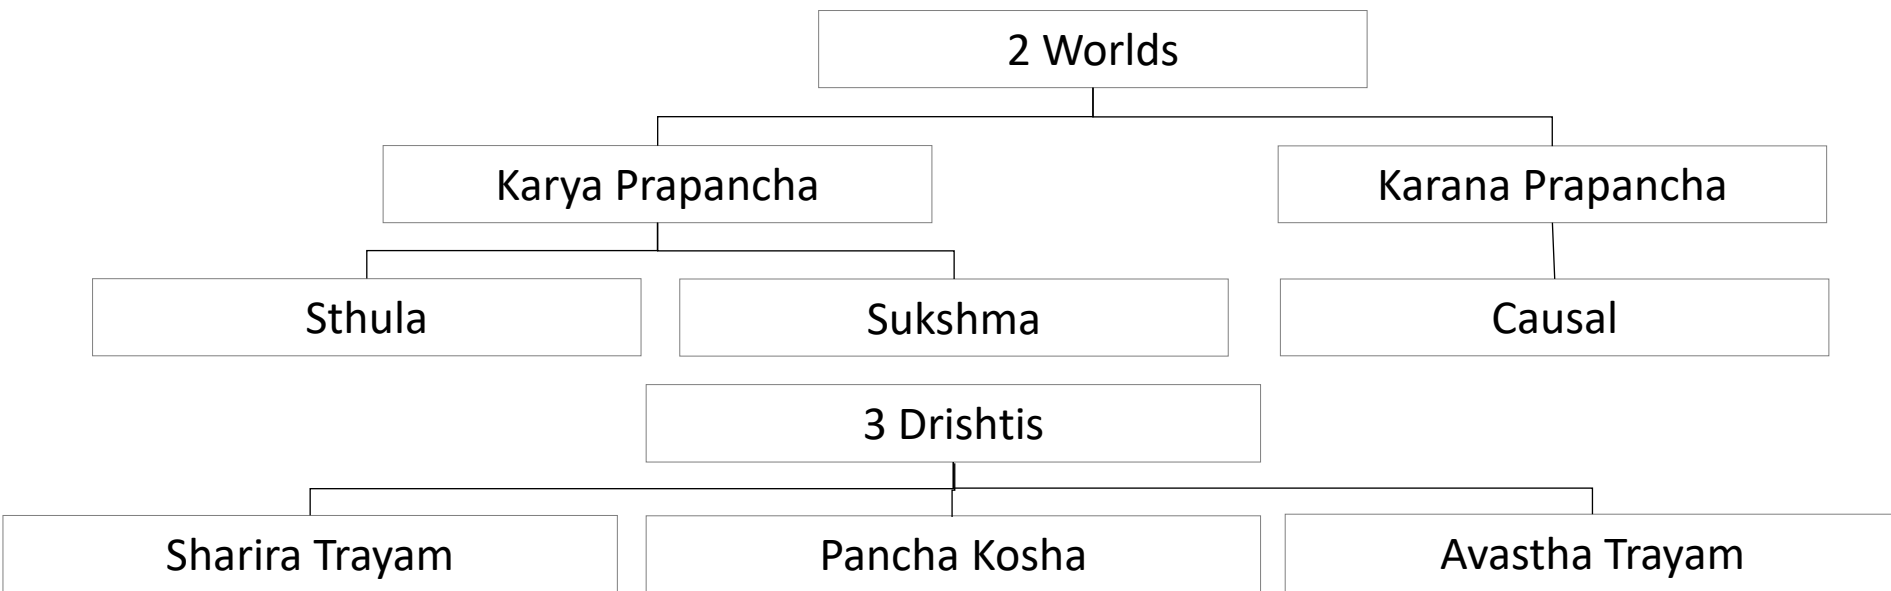 2 Worlds
Karya Prapancha
Karana Prapancha
Sthula
Sukshma
Causal
3 Drishtis
Sharira Trayam
Pancha Kosha
Avastha Trayam